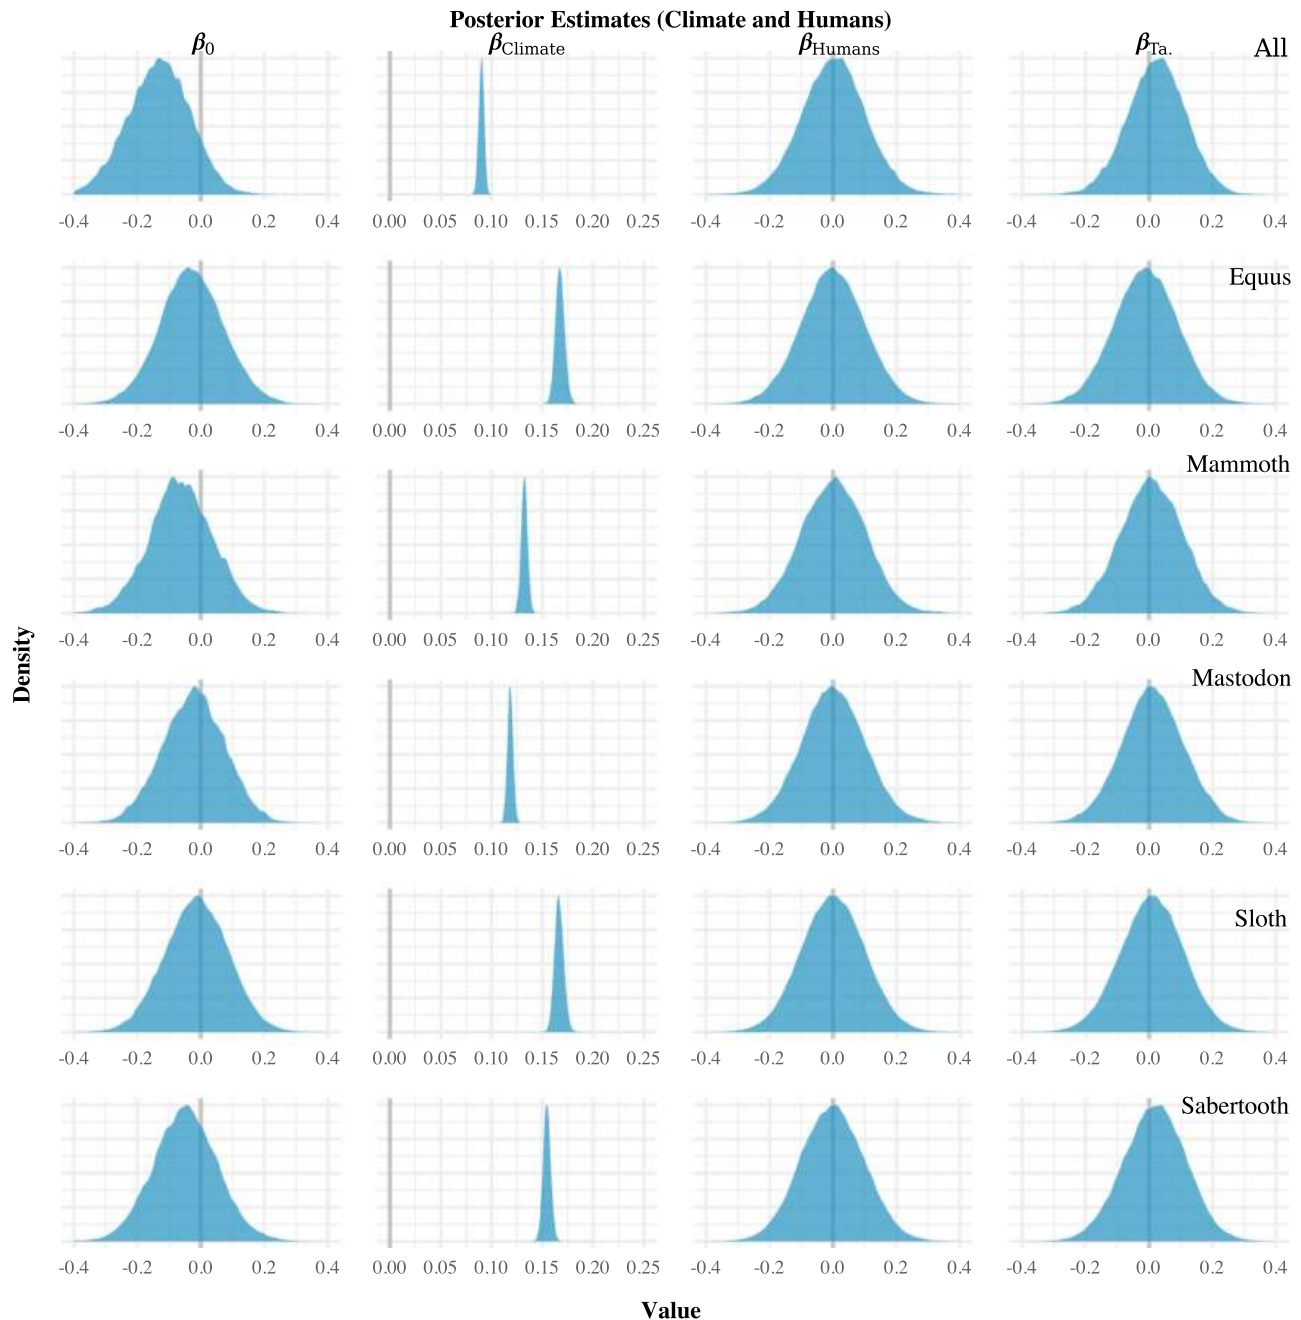 Posterior Estimates (Climate and Humans)
β0 βClimate βHumans βTa. All
-0.4 -0.2 0.0 0.2 0.4 0.00 0.05 0.10 0.15 0.20 0.25 -0.4 -0.2 0.0 0.2 0.4 -0.4 -0.2 0.0 0.2 0.4
Equus
-0.4 -0.2 0.0 0.2 0.4 0.00 0.05 0.10 0.15 0.20 0.25 -0.4 -0.2 0.0 0.2 0.4 -0.4 -0.2 0.0 0.2 0.4
Mammoth
-0.4 -0.2 0.0 0.2 0.4 0.00 0.05 0.10 0.15 0.20 0.25 -0.4 -0.2 0.0 0.2 0.4 -0.4 -0.2 0.0 0.2 0.4
Density
Mastodon
-0.4 -0.2 0.0 0.2 0.4 0.00 0.05 0.10 0.15 0.20 0.25 -0.4 -0.2 0.0 0.2 0.4 -0.4 -0.2 0.0 0.2 0.4
Sloth
-0.4 -0.2 0.0 0.2 0.4 0.00 0.05 0.10 0.15 0.20 0.25 -0.4 -0.2 0.0 0.2 0.4 -0.4 -0.2 0.0 0.2 0.4
Sabertooth
-0.4 -0.2 0.0 0.2 0.4 0.00 0.05 0.10 0.15 0.20 0.25 -0.4 -0.2 0.0 0.2 0.4 -0.4 -0.2 0.0 0.2 0.4
Value